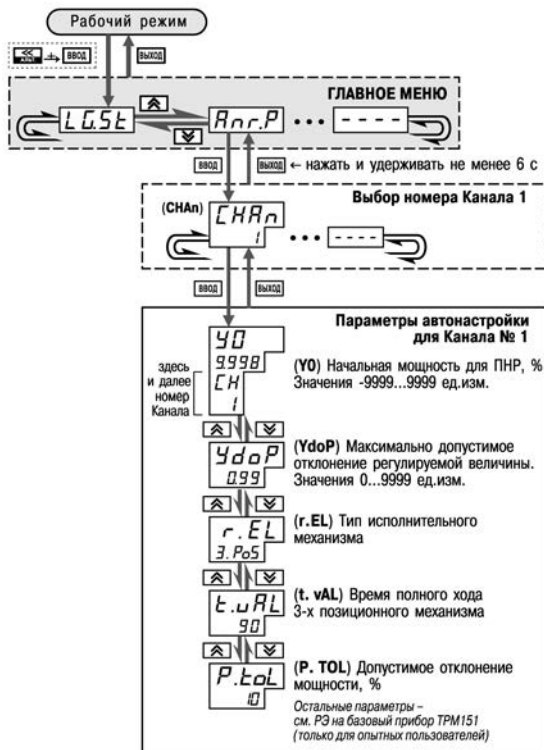 Рабочий режим
≪ АЛЬТ + ВВОД
ВЫХОД
ГЛАВНОЕ МЕНЮ
LG.St
Anr.P
••• ----
ВВОД
ВЫХОД ← нажать и удерживать не менее 6 с
Выбор номера Канала 1
(CHAn)
CHAn
1
••• ----
ВВОД
ВЫХОД
Параметры автонастройки
для Канала № 1
Y0
9.998
CH
1
здесь
и далее
номер
Канала
(Y0) Начальная мощность для ПНР, %
Значения -9999...9999 ед.изм.
YdoP
0.99
(YdoP) Максимально допустимое
отклонение регулируемой величины.
Значения 0...9999 ед.изм.
r.EL
3.PoS
(r.EL) Тип исполнительного
механизма
t.vAL
90
(t. vAL) Время полного хода
3-х позиционного механизма
P.toL
10
(P. TOL) Допустимое отклонение
мощности, %
Остальные параметры –
см. РЭ на базовый прибор ТРМ151
(только для опытных пользователей)